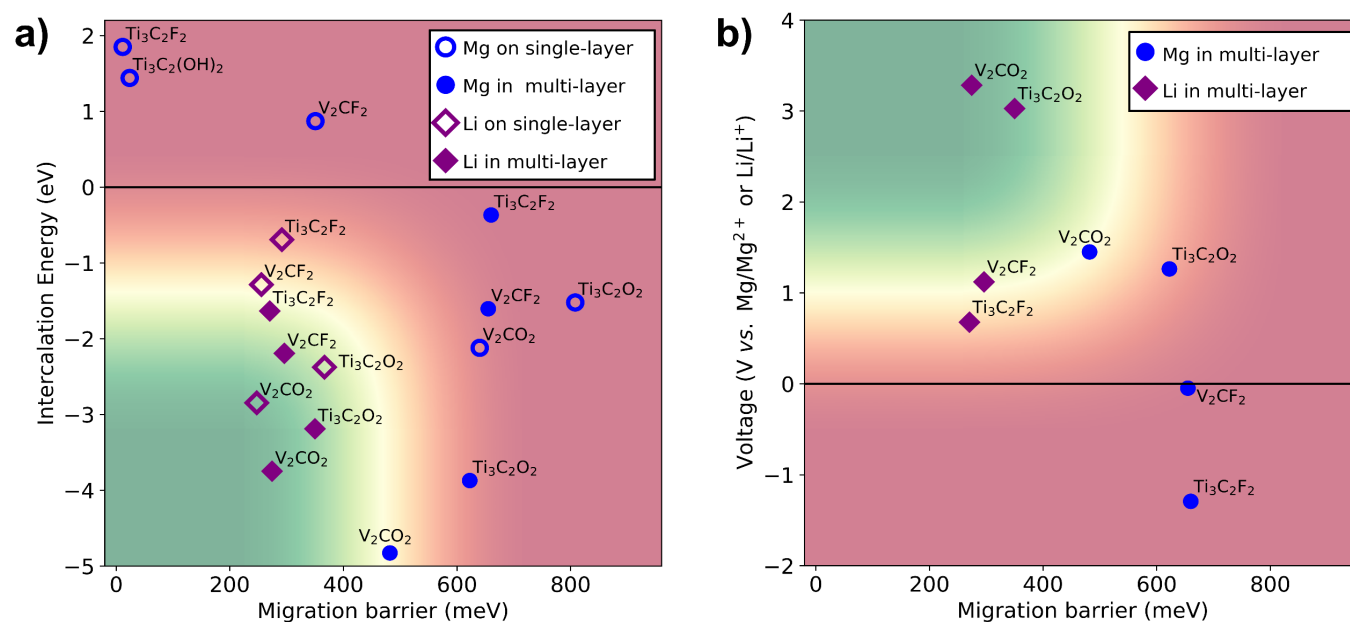 a)
Intercalation Energy (eV)
2
1
0
−1
−2
−3
−4
−5
Ti₃C₂F₂
Ti₃C₂(OH)₂
V₂CF₂
Mg on single-layer
Mg in multi-layer
Li on single-layer
Li in multi-layer
Ti₃C₂F₂
Ti₃C₂F₂
V₂CF₂
Ti₃C₂F₂
V₂CF₂
Ti₃C₂O₂
V₂CF₂
V₂CO₂
Ti₃C₂O₂
V₂CO₂
Ti₃C₂O₂
V₂CO₂
Ti₃C₂O₂
V₂CO₂
0
200
400
600
800
Migration barrier (meV)
b)
Voltage (V vs. Mg/Mg²⁺ or Li/Li⁺)
4
3
2
1
0
−1
−2
Mg in multi-layer
Li in multi-layer
V₂CO₂
Ti₃C₂O₂
V₂CO₂
Ti₃C₂O₂
V₂CF₂
Ti₃C₂F₂
V₂CF₂
Ti₃C₂F₂
0
200
400
600
800
Migration barrier (meV)